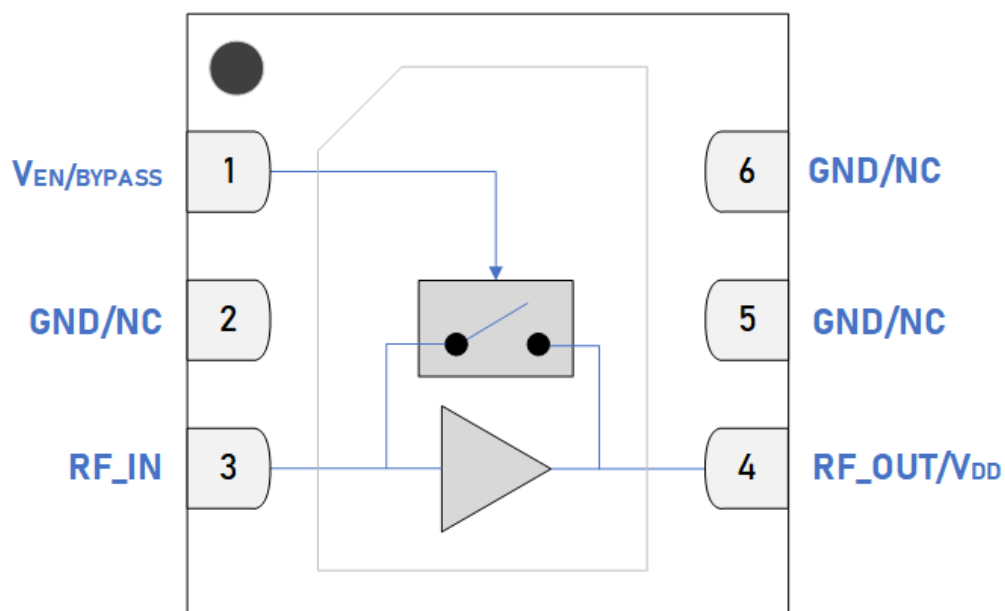 VEN/BYPASS 1 6 GND/NC
GND/NC 2 5 GND/NC
RF_IN 3 4 RF_OUT/VDD